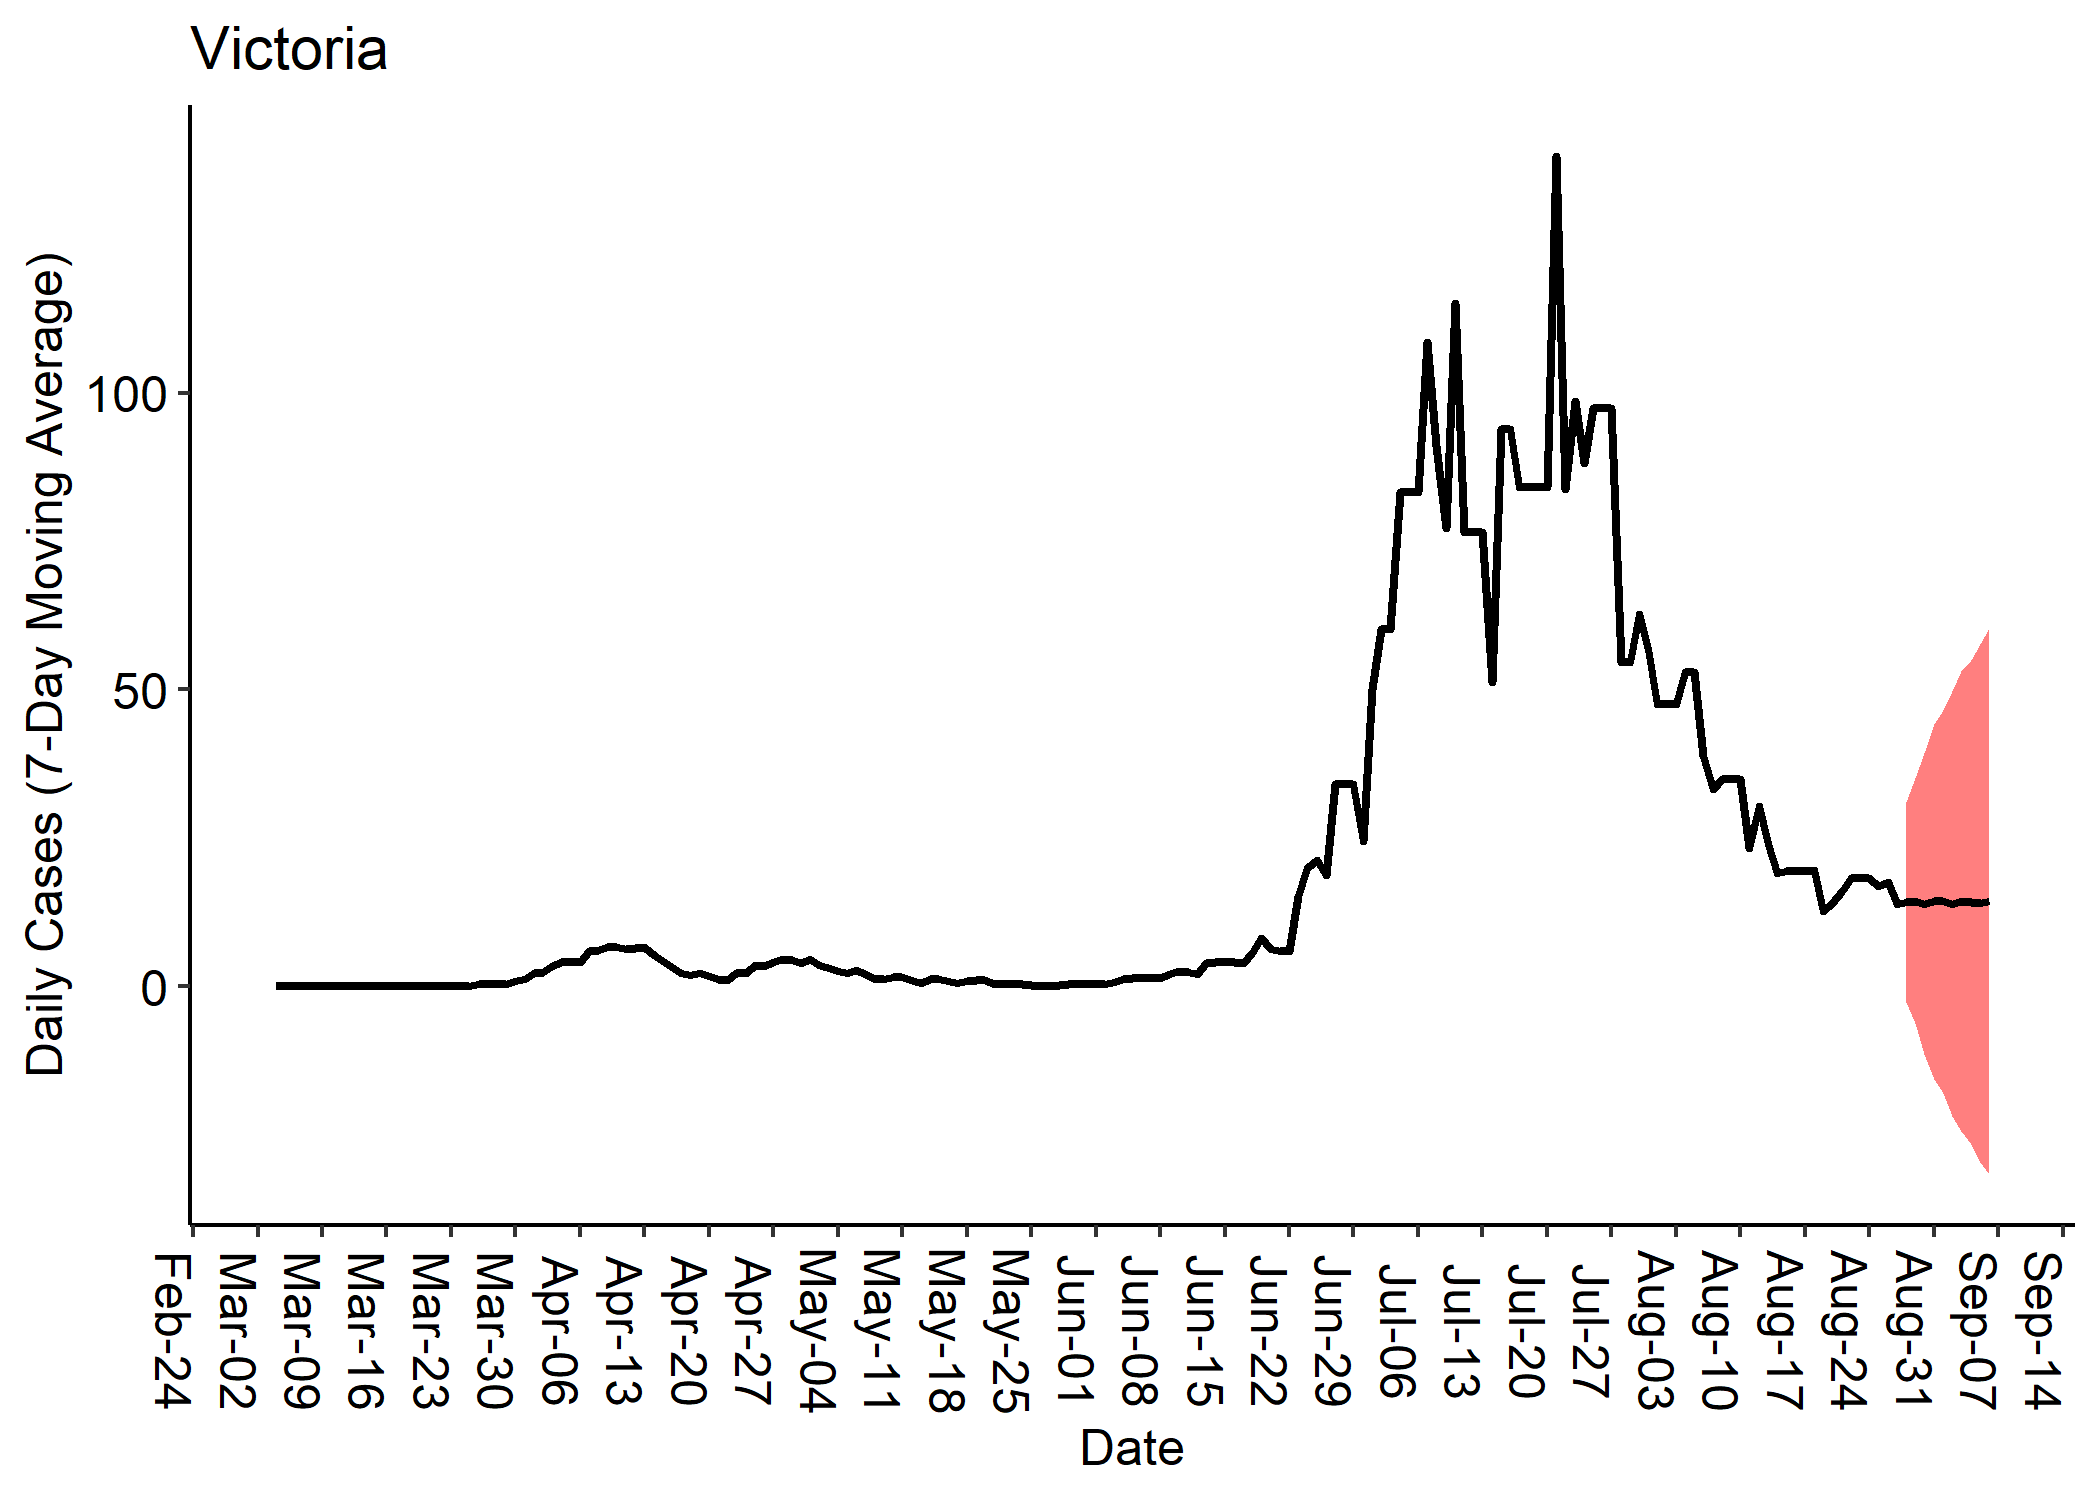 Victoria
Daily Cases (7-Day Moving Average)
100
50
0
Feb-24
Mar-02
Mar-09
Mar-16
Mar-23
Mar-30
Apr-06
Apr-13
Apr-20
Apr-27
May-04
May-11
May-18
May-25
Jun-01
Jun-08
Jun-15
Jun-22
Jun-29
Jul-06
Jul-13
Jul-20
Jul-27
Aug-03
Aug-10
Aug-17
Aug-24
Aug-31
Sep-07
Sep-14
Date